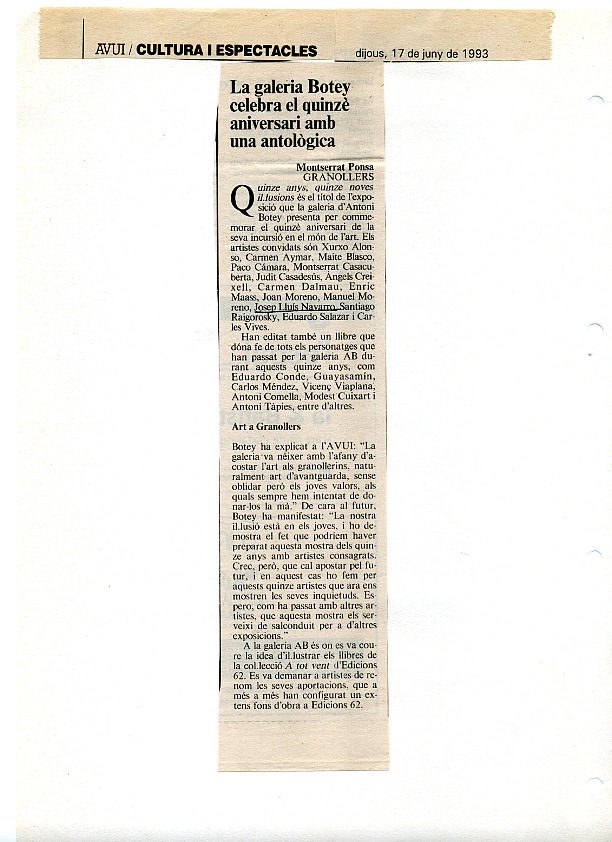 AVUI / CULTURA I ESPECTACLES dijous, 17 de juny de 1993
La galeria Botey
celebra el quinzè
aniversari amb
una antològica
Montserrat Ponsa
GRANOLLERS
Quinze anys, quinze noves
il.lusions és el títol de l'expo-
sició que la galeria d'Antoni
Botey presenta per comme-
morar el quinzè aniversari de la
seva incursió en el món de l'art. Els
artistes convidats són Xurxo Alon-
so, Carmen Aymar, Maite Blasco,
Paco Cámara, Montserrat Casacu-
berta, Judit Casadesús, Àngels Crei-
xell, Carmen Dalmau, Enric
Maass, Joan Moreno, Manuel Mo-
reno, Josep Lluís Navarro, Santiago
Raigorosky, Eduardo Salazar i Car-
les Vives.
Han editat també un llibre que
dóna fe de tots els personatges que
han passat per la galeria AB du-
rant aquests quinze anys, com
Eduardo Conde, Guayasamín,
Carlos Méndez, Vicenç Viaplana,
Antoni Comella, Modest Cuixart i
Antoni Tàpies, entre d'altres.
Art a Granollers
Botey ha explicat a l'AVUI: "La
galeria va néixer amb l'afany d'a-
costar l'art als granollerins, natu-
ralment art d'avantguarda, sense
oblidar però els joves valors, als
quals sempre hem intentat de do-
nar-los la mà." De cara al futur,
Botey ha manifestat: "La nostra
il.lusió està en els joves, i ho de-
mostra el fet que podríem haver
preparat aquesta mostra dels quin-
ze anys amb artistes consagrats.
Crec, però, que cal apostar pel fu-
tur, i en aquest cas ho fem per
aquests quinze artistes que ara ens
mostren les seves inquietuds. Es-
pero, com ha passat amb altres ar-
tistes, que aquesta mostra els ser-
veixi de salconduit per a d'altres
exposicions."
A la galeria AB és on es va cou-
re la idea d'il.lustrar els llibres de
la col.lecció A tot vent d'Edicions
62. Es va demanar a artistes de re-
nom les seves aportacions, que a
més a més han configurat un ex-
tens fons d'obra a Edicions 62.